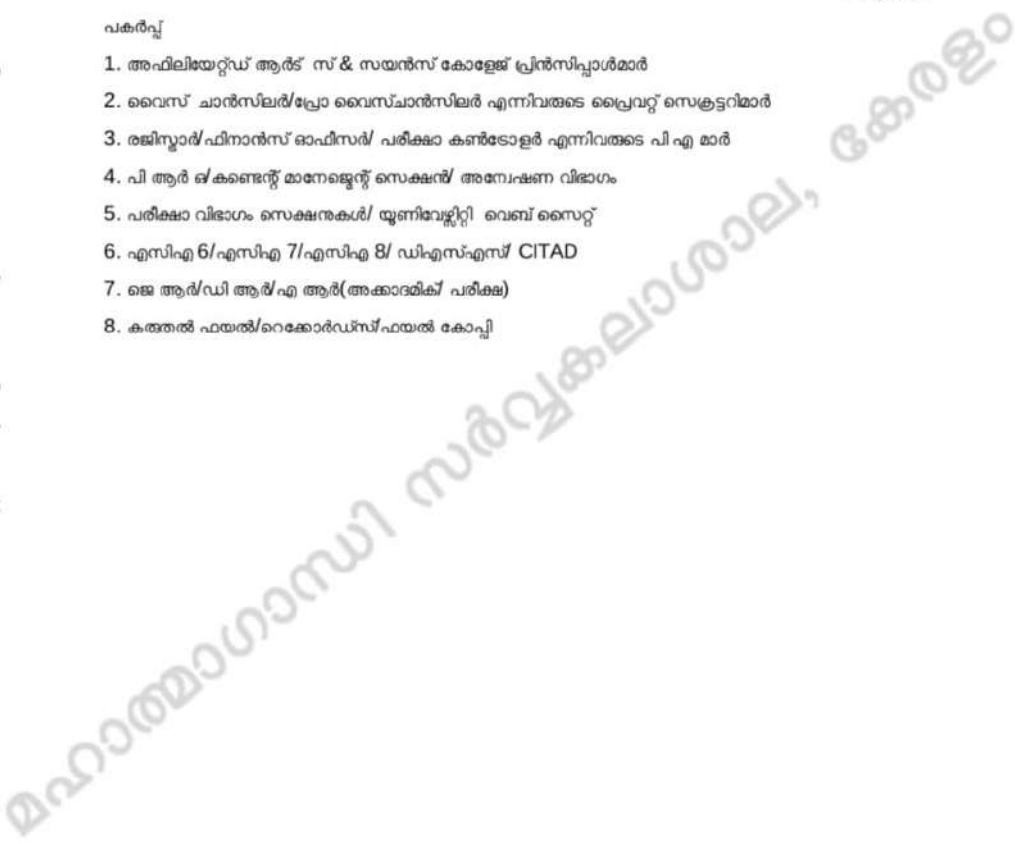 പകർപ്പ്
1. അഫിലിയേറ്റ്ഡ് ആർട് സ് & സയൻസ് കോളേജ് പ്രിൻസിപ്പാൾമാർ
2. വൈസ് ചാൻസിലർ/പ്രോ വൈസ്ചാൻസിലർ എന്നിവരുടെ പ്രൈവറ്റ് സെക്രട്ടറിമാർ
3. രജിസ്ട്രാർ/ഫിനാൻസ് ഓഫീസർ/ പരീക്ഷാ കൺട്രോളർ എന്നിവരുടെ പി എ മാർ
4. പി ആർ ഒ/കണ്ടെന്റ് മാനേജ്മെന്റ് സെക്ഷൻ/ അന്വേഷണ വിഭാഗം
5. പരീക്ഷാ വിഭാഗം സെക്ഷനുകൾ/ യൂണിവേഴ്സിറ്റി വെബ് സൈറ്റ്
6. എസിഎ 6/എസിഎ 7/എസിഎ 8/ ഡിഎസ്എസ്/ CITAD
7. ജെ ആർ/ഡി ആർ/എ ആർ(അക്കാദമിക്/ പരീക്ഷ)
8. കരുതൽ ഫയൽ/റെക്കോർഡ്സ്/ഫയൽ കോപ്പി
മഹാത്മാഗാന്ധി സർവ്വകലാശാല, കേരളം